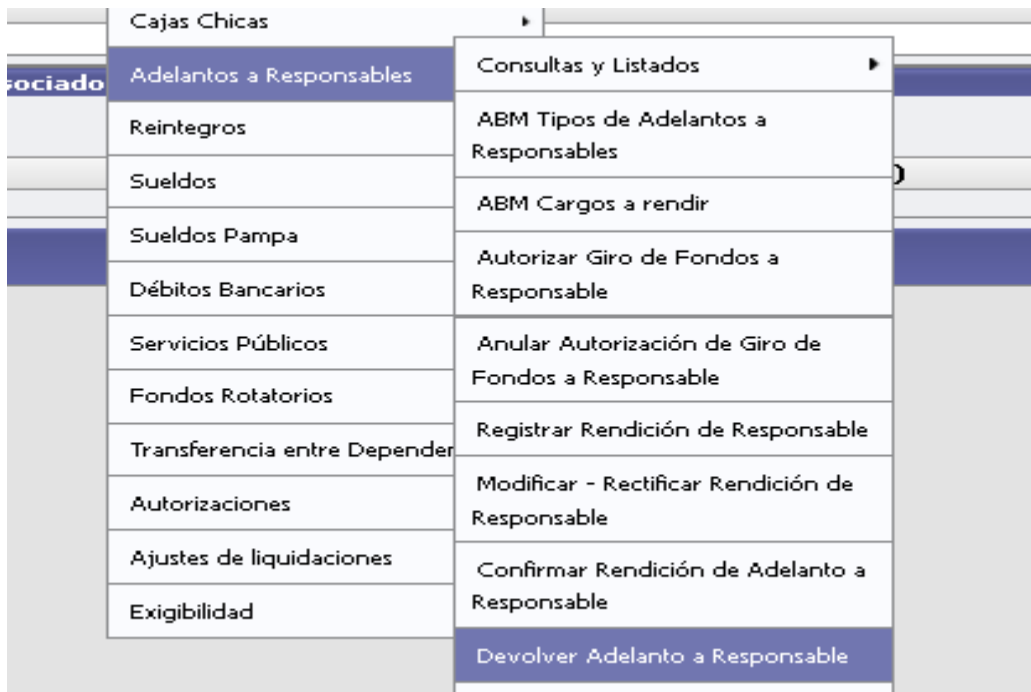 Cajas Chicas
Adelantos a Responsables
Reintegros
Sueldos
Sueldos Pampa
Débitos Bancarios
Servicios Públicos
Fondos Rotatorios
Transferencia entre Depender
Autorizaciones
Ajustes de liquidaciones
Exigibilidad
sociado
Consultas y Listados
ABM Tipos de Adelantos a
Responsables
ABM Cargos a rendir
Autorizar Giro de Fondos a
Responsable
Anular Autorización de Giro de
Fondos a Responsable
Registrar Rendición de Responsable
Modificar - Rectificar Rendición de
Responsable
Confirmar Rendición de Adelanto a
Responsable
Devolver Adelanto a Responsable